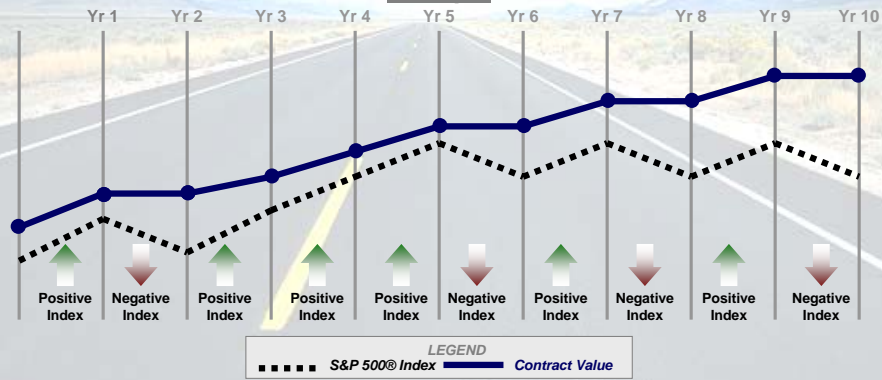 Yr 1 Yr 2 Yr 3 Yr 4 Yr 5 Yr 6 Yr 7 Yr 8 Yr 9 Yr 10
Positive Negative Positive Positive Positive Negative Positive Negative Positive Negative
Index Index Index Index Index Index Index Index Index Index
LEGEND
S&P 500® Index Contract Value